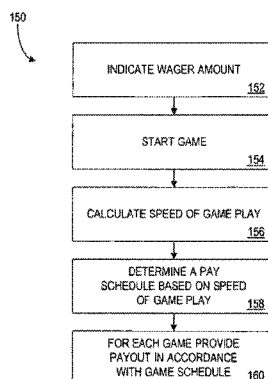 150
INDICATE WAGER AMOUNT
152
START GAME
154
CALCULATE SPEED OF GAME PLAY
156
DETERMINE A PAY
SCHEDULE BASED ON SPEED
OF GAME PLAY
158
FOR EACH GAME PROVIDE
PAYOUT IN ACCORDANCE
WITH GAME SCHEDULE
160